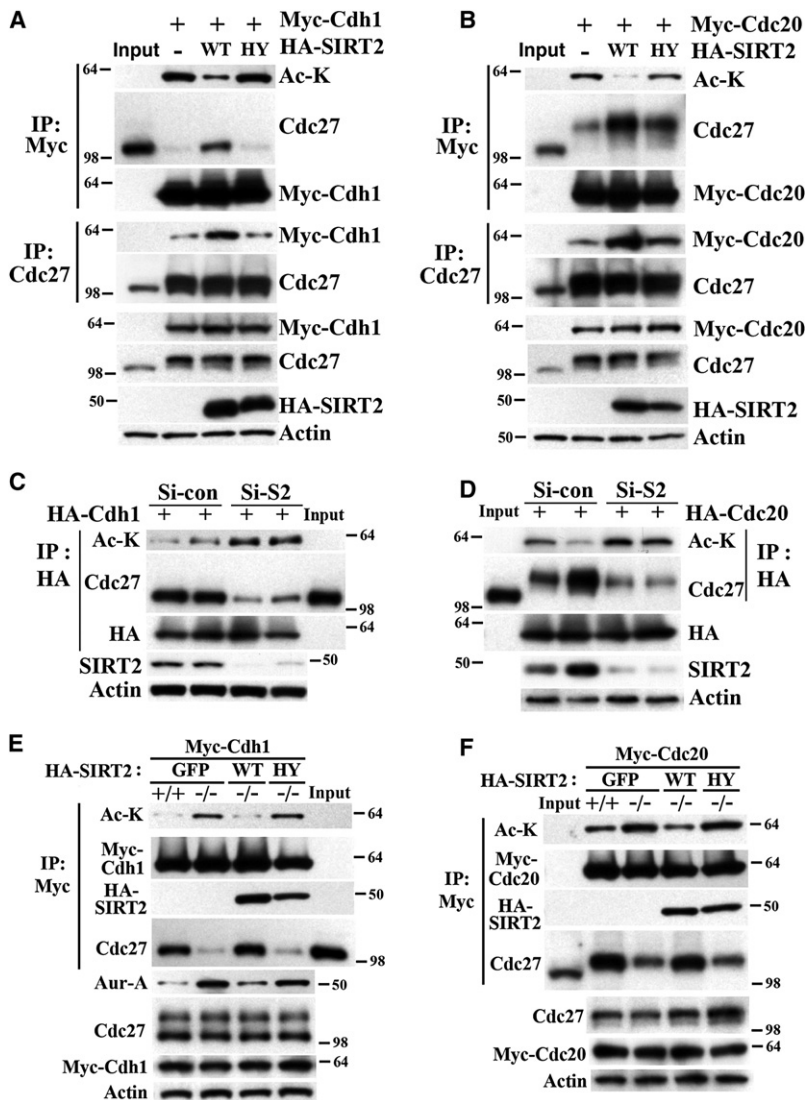 A
+ + + Myc-Cdh1
Input - WT HY HA-SIRT2
64 Ac-K
IP: Myc
Cdc27
98
64 Myc-Cdh1
IP: Cdc27
64 Myc-Cdh1
98 Cdc27
64 Myc-Cdh1
98 Cdc27
50 HA-SIRT2
Actin
B
+ + + Myc-Cdc20
Input - WT HY HA-SIRT2
64 Ac-K
IP: Myc
Cdc27
98
64 Myc-Cdc20
IP: Cdc27
64 Myc-Cdc20
98 Cdc27
64 Myc-Cdc20
98 Cdc27
50 HA-SIRT2
50 Actin
C
Si-con Si-S2
HA-Cdh1 + + + + Input
IP : HA
Ac-K 64
Cdc27 98
HA 64
SIRT2 50
Actin
D
Si-con Si-S2
Input + + + + HA-Cdc20
64 Ac-K
IP : HA
98 Cdc27
64 HA
50 SIRT2
Actin
E
Myc-Cdh1
HA-SIRT2 : GFP WT HY
+/+ -/- -/- -/- Input
IP: Myc
Ac-K 64
Myc-Cdh1 64
HA-SIRT2 50
Cdc27 98
Aur-A 50
Cdc27 98
Myc-Cdh1 64
Actin
F
Myc-Cdc20
HA-SIRT2 : GFP WT HY
Input +/+ -/- -/- -/-
IP: Myc
Ac-K 64
Myc-Cdc20 64
HA-SIRT2 50
Cdc27 98
Cdc27 98
Myc-Cdc20 64
Actin